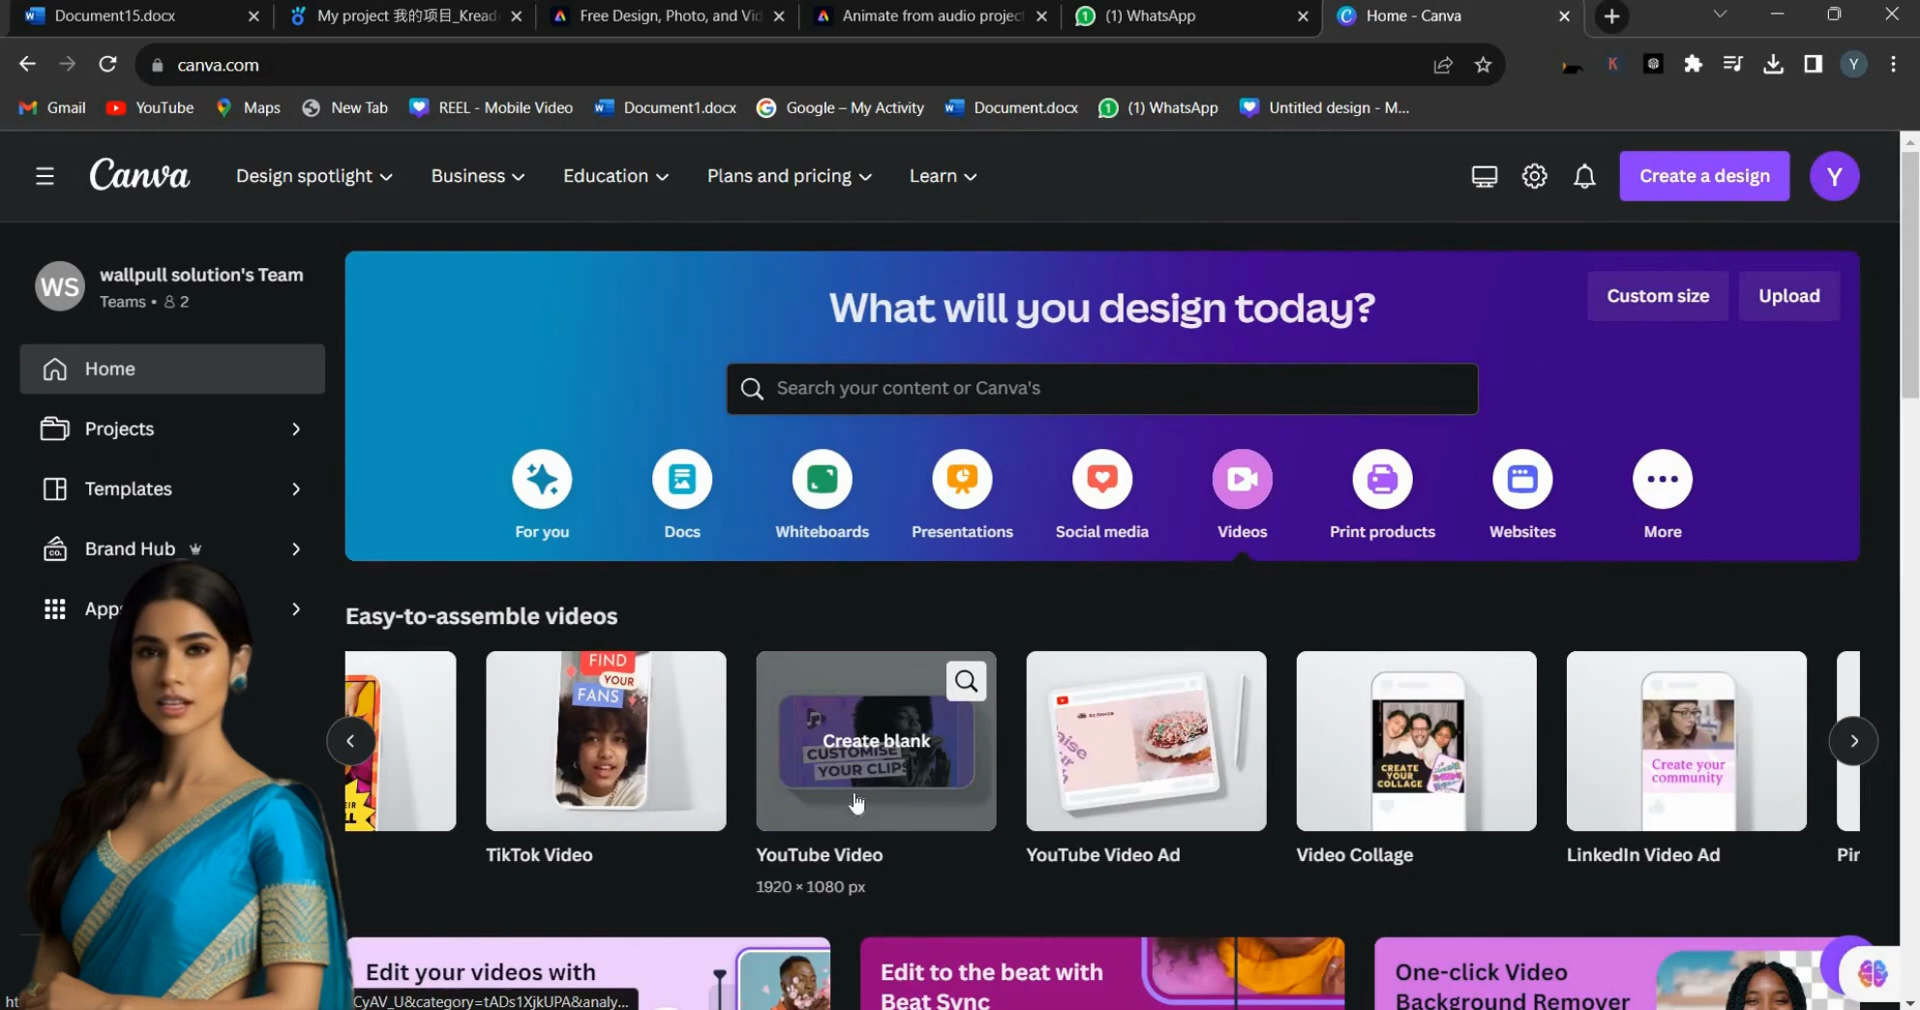 Document15.docx
My project 我的项目_Kread
Free Design, Photo, and Vid
Animate from audio project
(1) WhatsApp
Home - Canva
canva.com
K
Y
Gmail
YouTube
Maps
New Tab
REEL - Mobile Video
Document1.docx
Google – My Activity
Document.docx
(1) WhatsApp
Untitled design - M...
Canva
Design spotlight
Business
Education
Plans and pricing
Learn
Create a design
Y
WS
wallpull solution's Team
Teams • 2
Home
Projects
Templates
CO.
Brand Hub
Apps
What will you design today?
Custom size
Upload
Search your content or Canva's
For you
Docs
Whiteboards
Presentations
Social media
Videos
Print products
Websites
More
Easy-to-assemble videos
FIND
YOUR
FANS
Create blank
CUSTOMISE
YOUR CLIPS
CREATE
YOUR
COLLAGE
Create your
community
TikTok Video
YouTube Video
1920 × 1080 px
YouTube Video Ad
Video Collage
LinkedIn Video Ad
Pir
Edit your videos with
Edit to the beat with
Beat Sync
One-click Video
Background Remover
ht
CyAV_U&category=tADs1XjkUPA&analy...